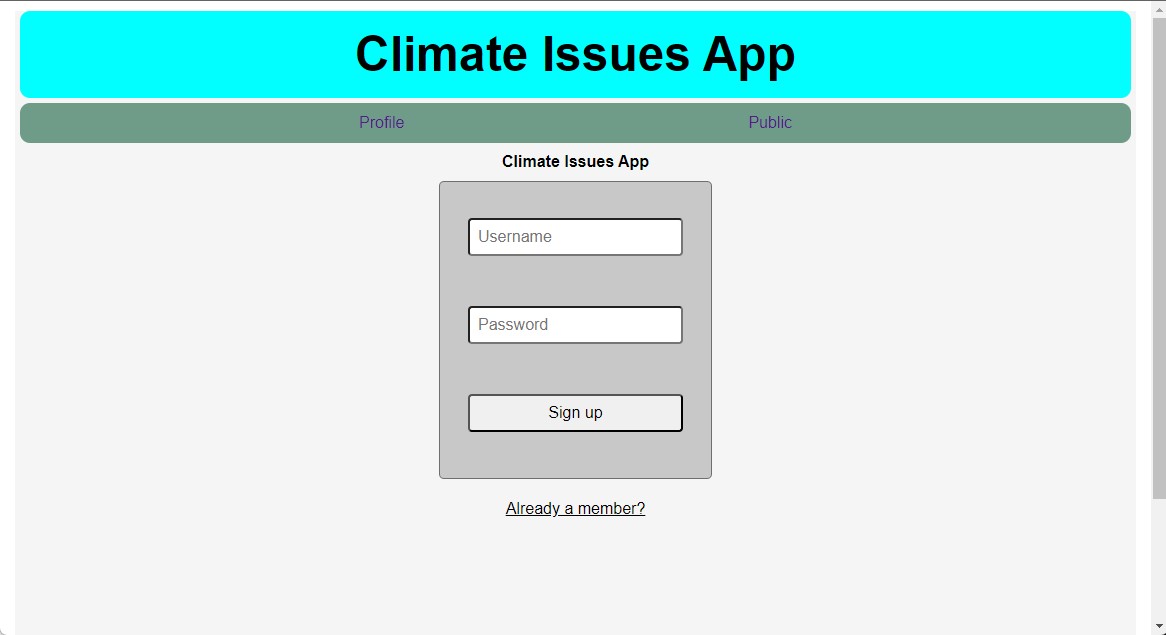 Climate Issues App
Profile Public
Climate Issues App
Username
Password
Sign up
Already a member?